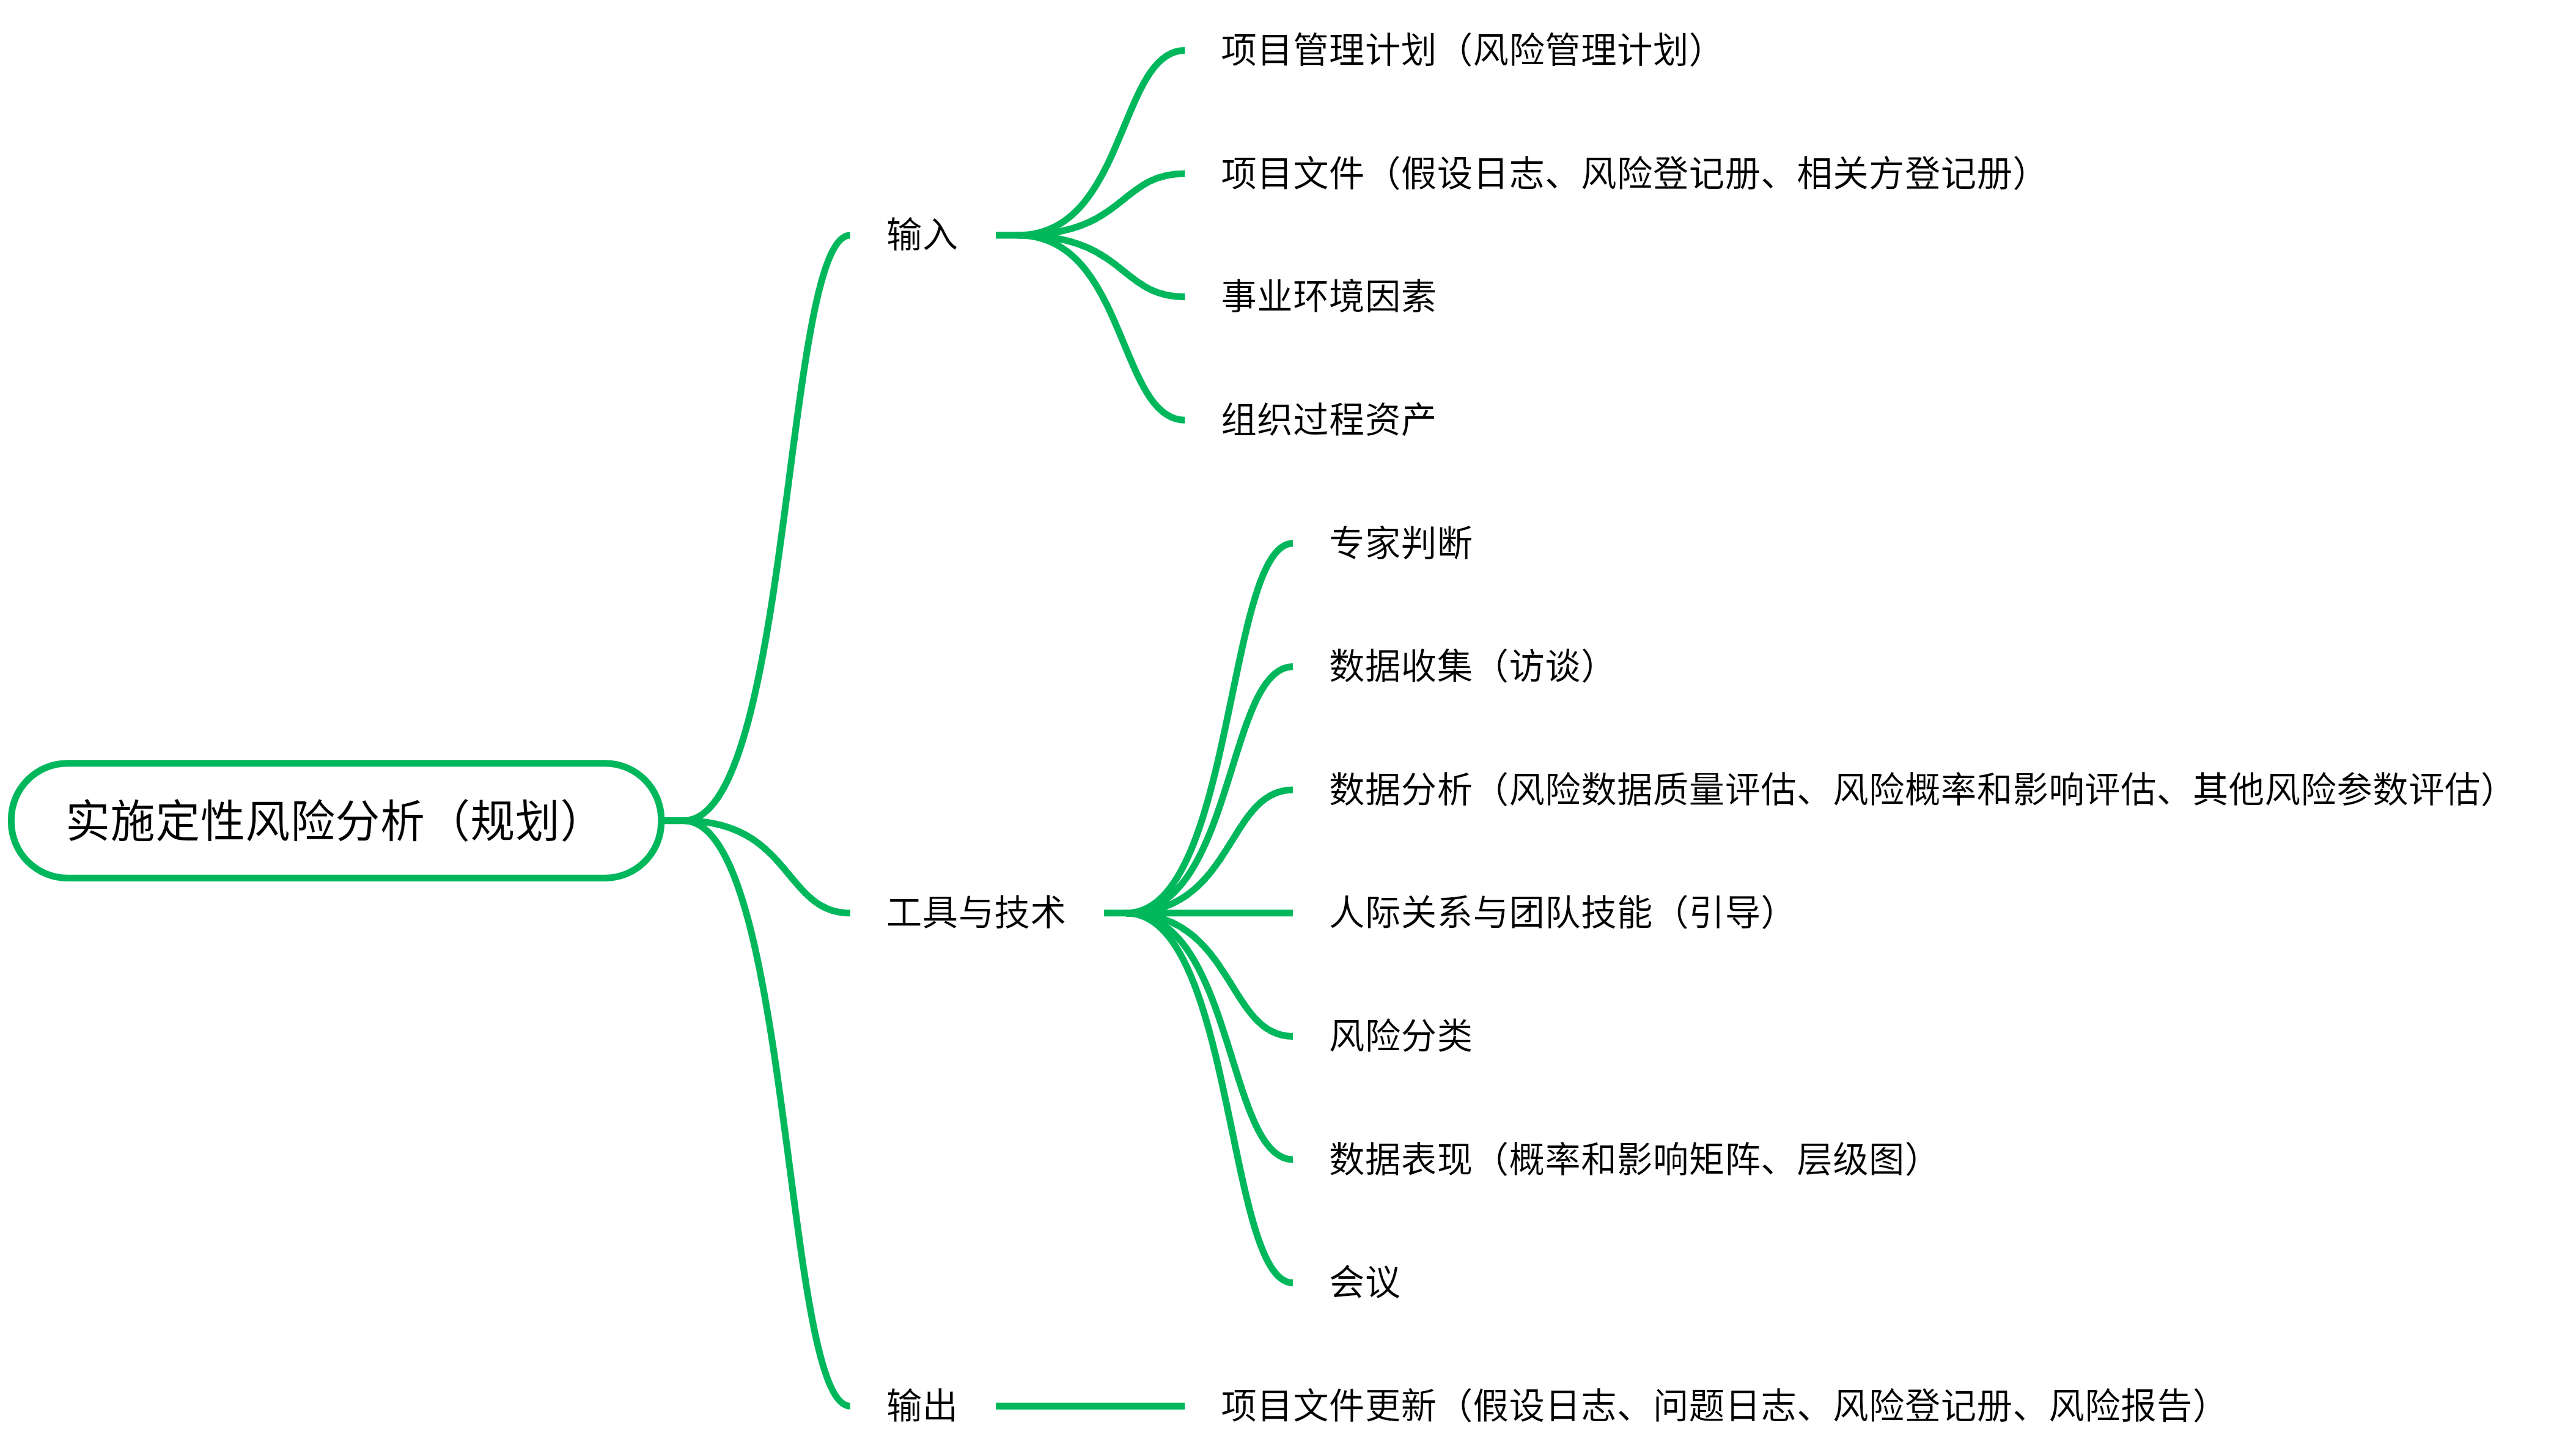 项目管理计划（风险管理计划）
项目文件（假设日志、风险登记册、相关方登记册）
输入
事业环境因素
组织过程资产
专家判断
数据收集（访谈）
数据分析（风险数据质量评估、风险概率和影响评估、其他风险参数评估）
实施定性风险分析（规划）
工具与技术
人际关系与团队技能（引导）
风险分类
数据表现（概率和影响矩阵、层级图）
会议
输出
项目文件更新（假设日志、问题日志、风险登记册、风险报告）